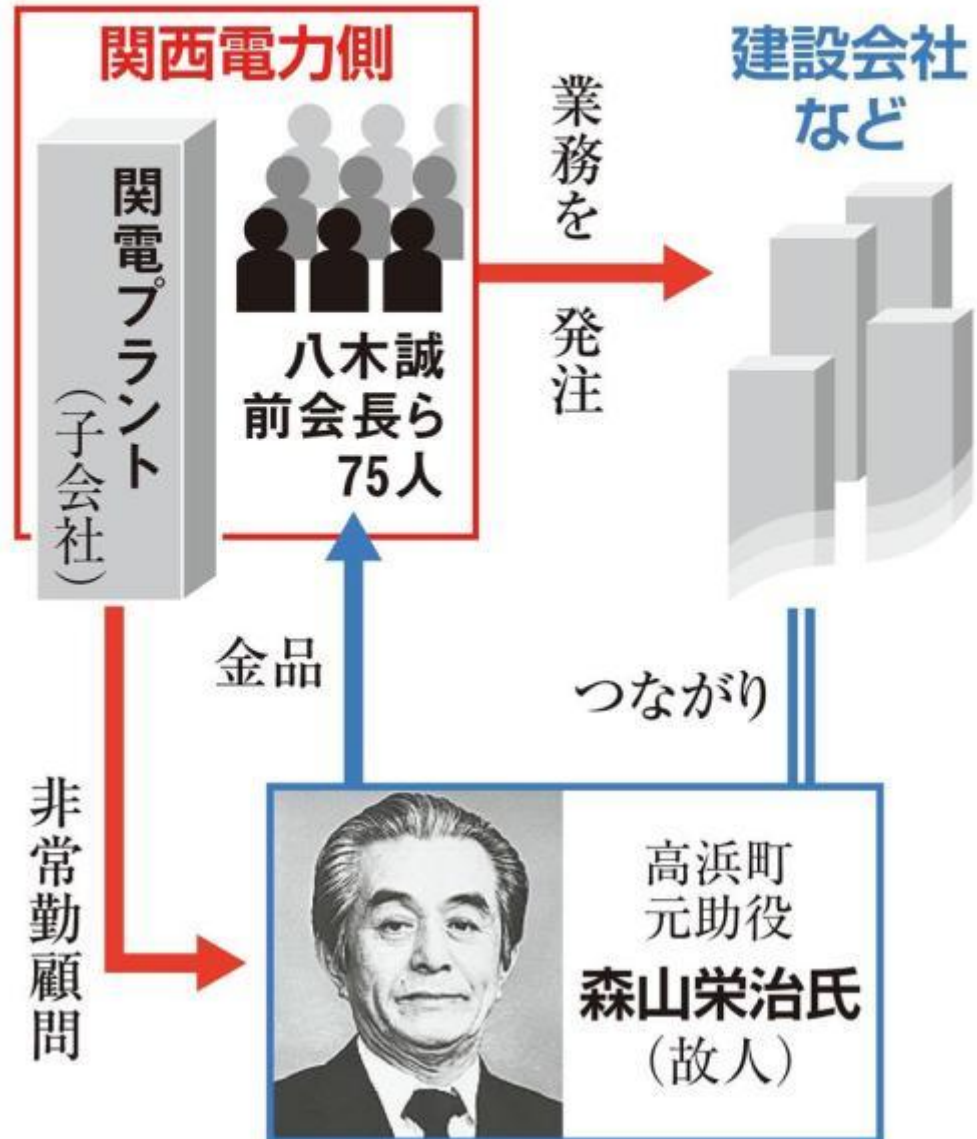 関西電力側
関電プラント
（子会社）
八木誠
前会長ら
75人
業務を
発注
建設会社
など
金品
つながり
非常勤顧問
高浜町
元助役
森山栄治氏
（故人）